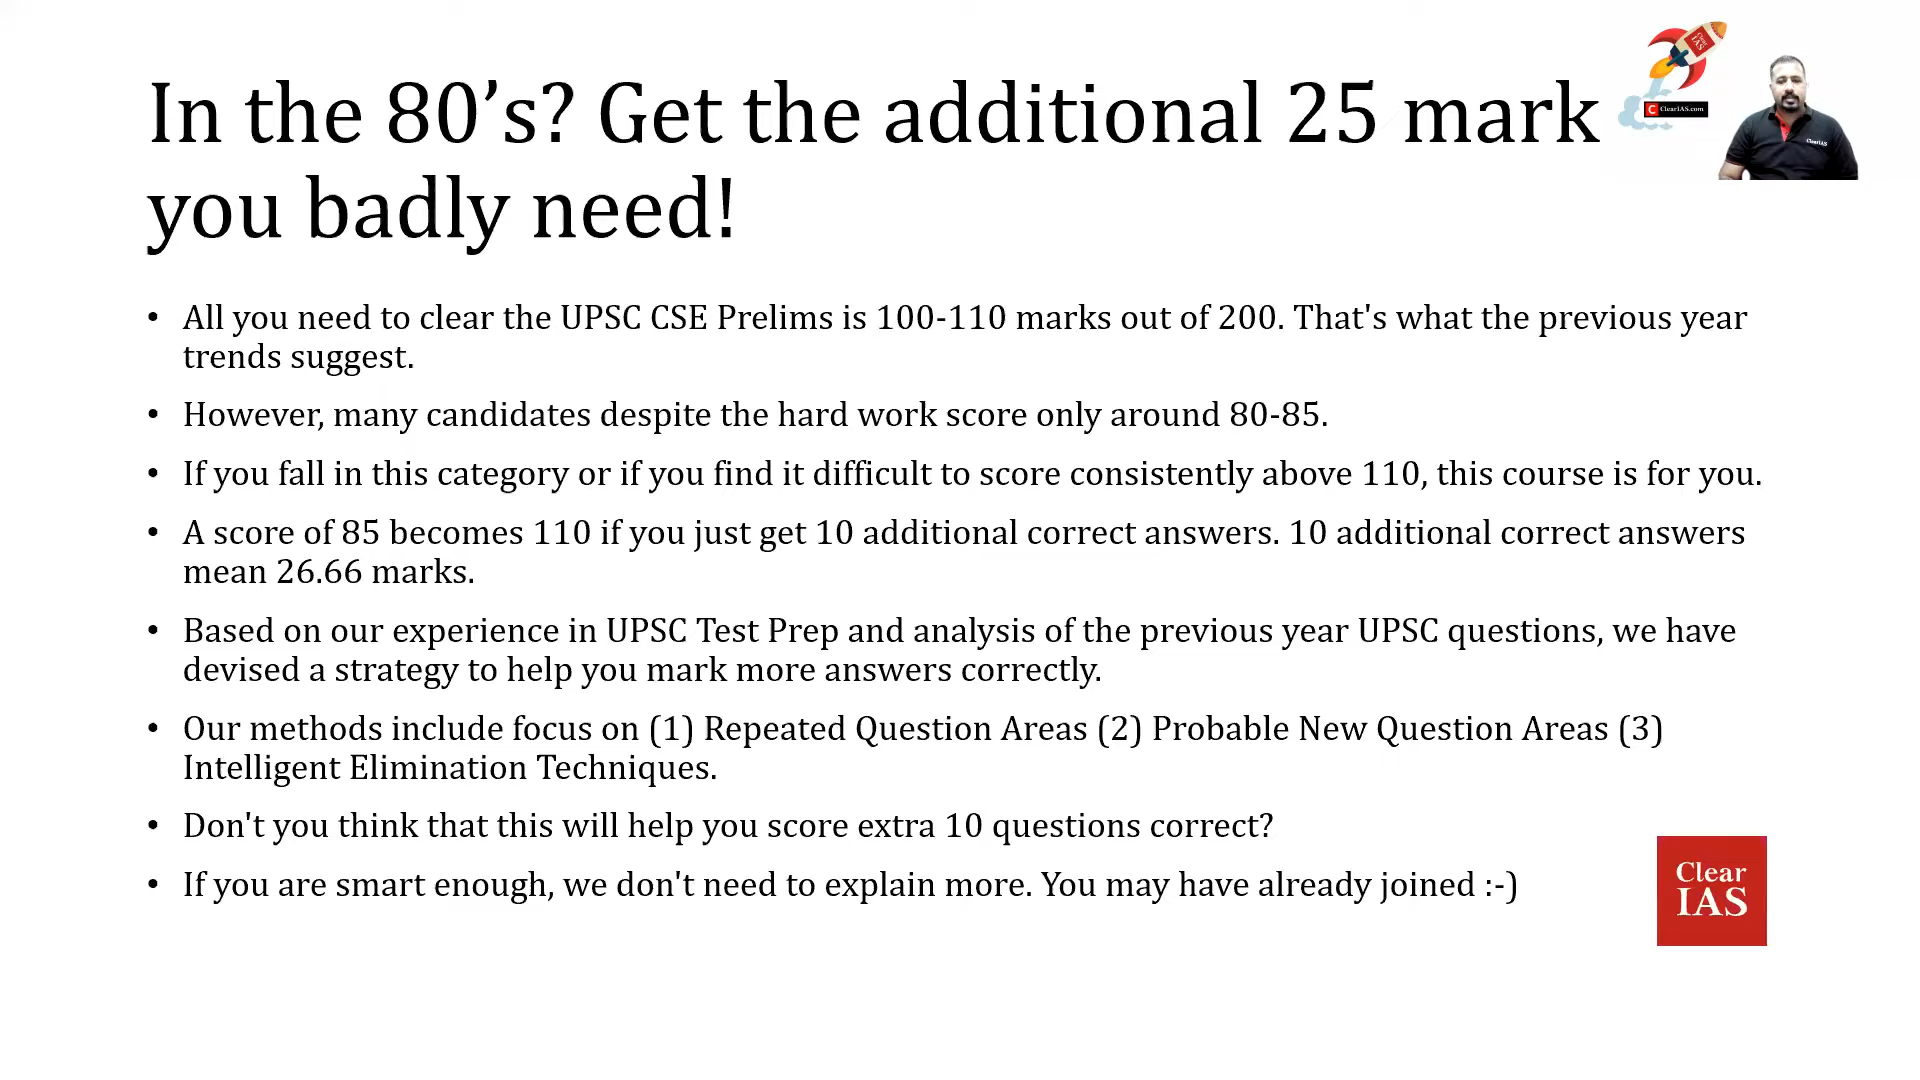 In the 80’s? Get the additional 25 mark
you badly need!
Clear
IAS
C ClearIAS.com
ClearIAS
• All you need to clear the UPSC CSE Prelims is 100-110 marks out of 200. That's what the previous year
trends suggest.
• However, many candidates despite the hard work score only around 80-85.
• If you fall in this category or if you find it difficult to score consistently above 110, this course is for you.
• A score of 85 becomes 110 if you just get 10 additional correct answers. 10 additional correct answers
mean 26.66 marks.
• Based on our experience in UPSC Test Prep and analysis of the previous year UPSC questions, we have
devised a strategy to help you mark more answers correctly.
• Our methods include focus on (1) Repeated Question Areas (2) Probable New Question Areas (3)
Intelligent Elimination Techniques.
• Don't you think that this will help you score extra 10 questions correct?
• If you are smart enough, we don't need to explain more. You may have already joined :-)
Clear
IAS